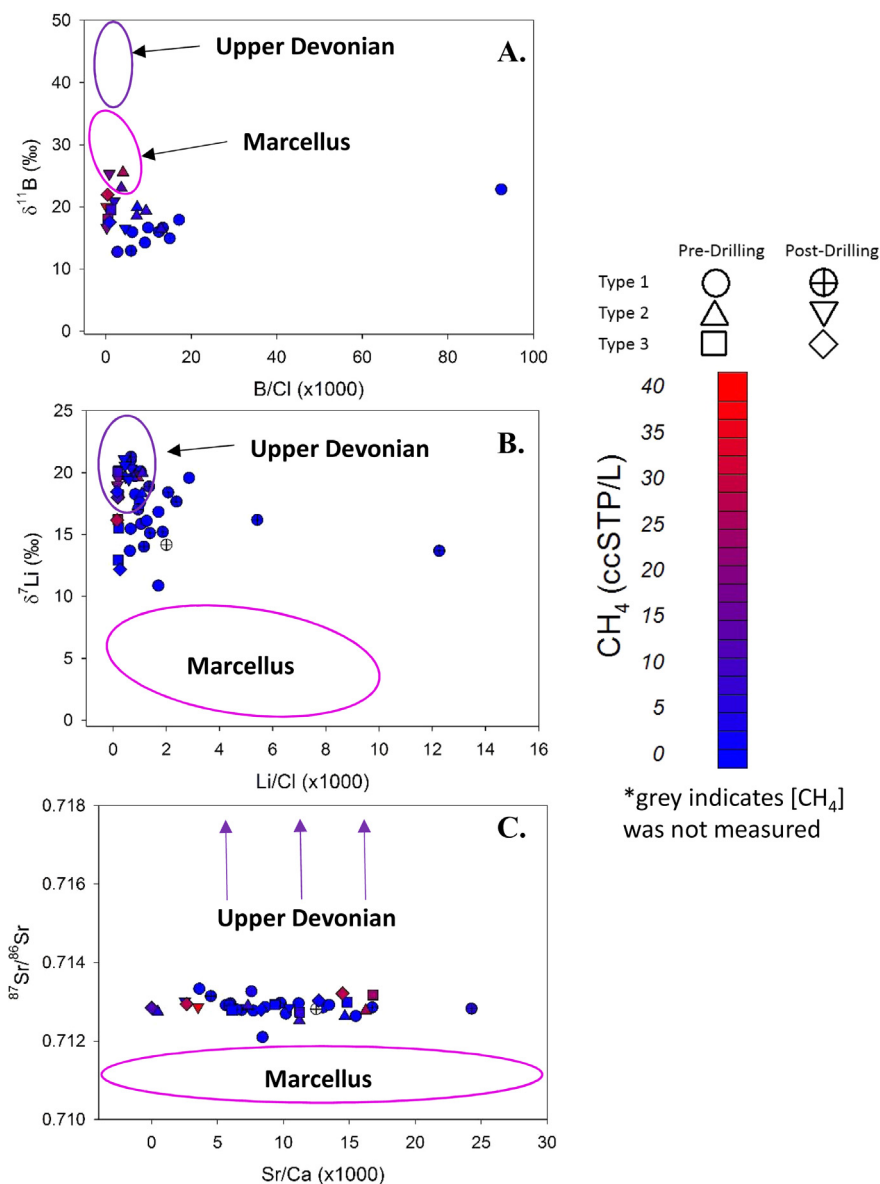 A.
Upper Devonian
Marcellus
50
40
30
20
10
0
δ¹¹B (‰)
0 20 40 60 80 100
B/Cl (x1000)
B.
Upper Devonian
Marcellus
25
20
15
10
5
0
δ⁷Li (‰)
0 2 4 6 8 10 12 14 16
Li/Cl (x1000)
C.
Upper Devonian
Marcellus
0.718
0.716
0.714
0.712
0.710
⁸⁷Sr/⁸⁶Sr
0 5 10 15 20 25 30
Sr/Ca (x1000)
Pre-Drilling Post-Drilling
Type 1
Type 2
Type 3
CH₄ (ccSTP/L)
40
35
30
25
20
15
10
5
0
*grey indicates [CH₄]
was not measured